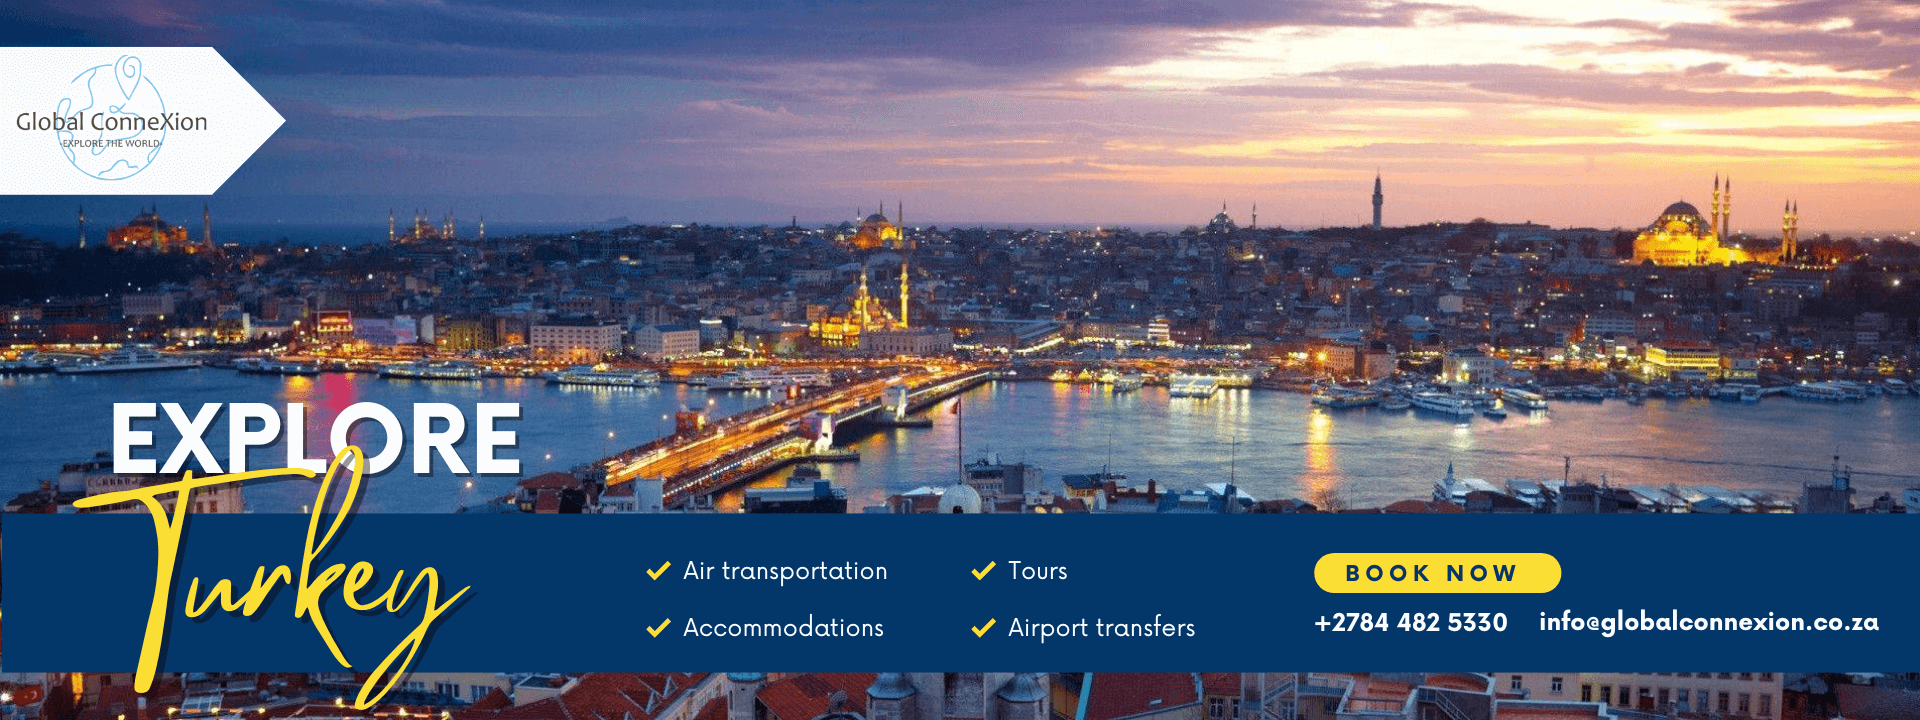 Global ConneXion
-EXPLORE THE WORLD-
EXPLORE
Turkey
Air transportation
Accommodations
Tours
Airport transfers
BOOK NOW
+2784 482 5330
info@globalconnexion.co.za